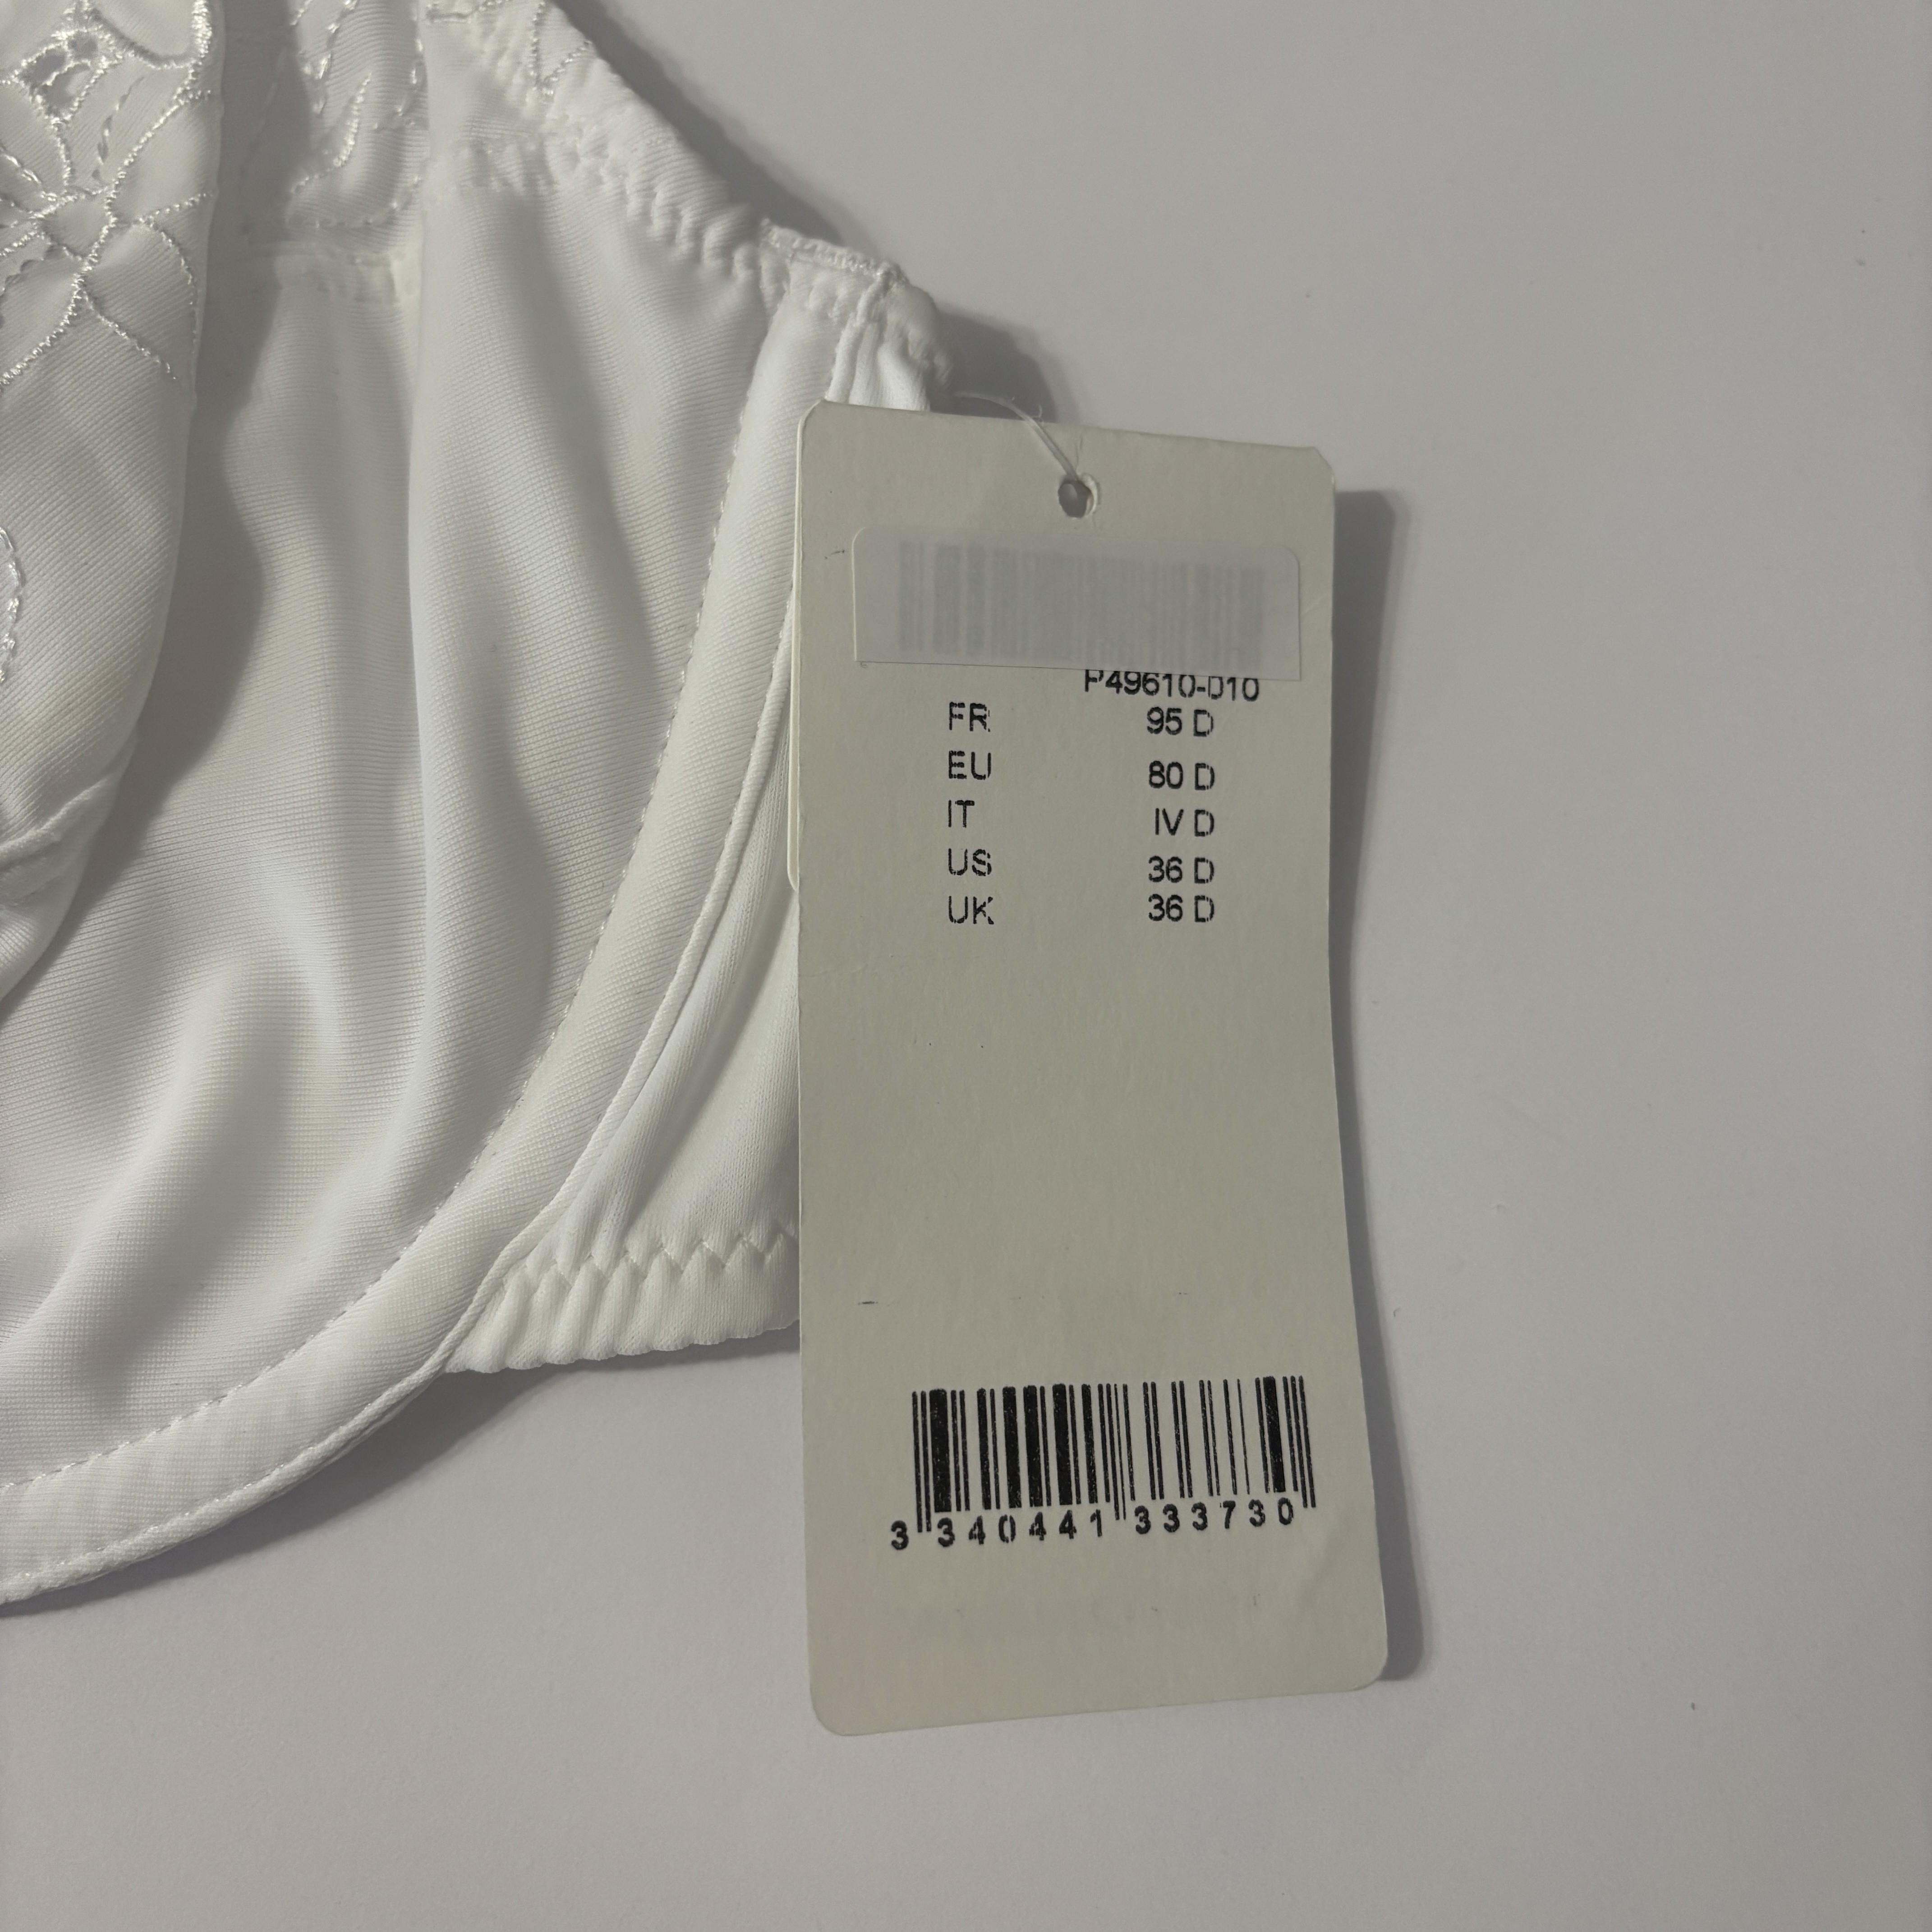 P49610-010
FR 95 D
EU 80 D
IT IV D
US 36 D
UK 36 D
3 340441 333730